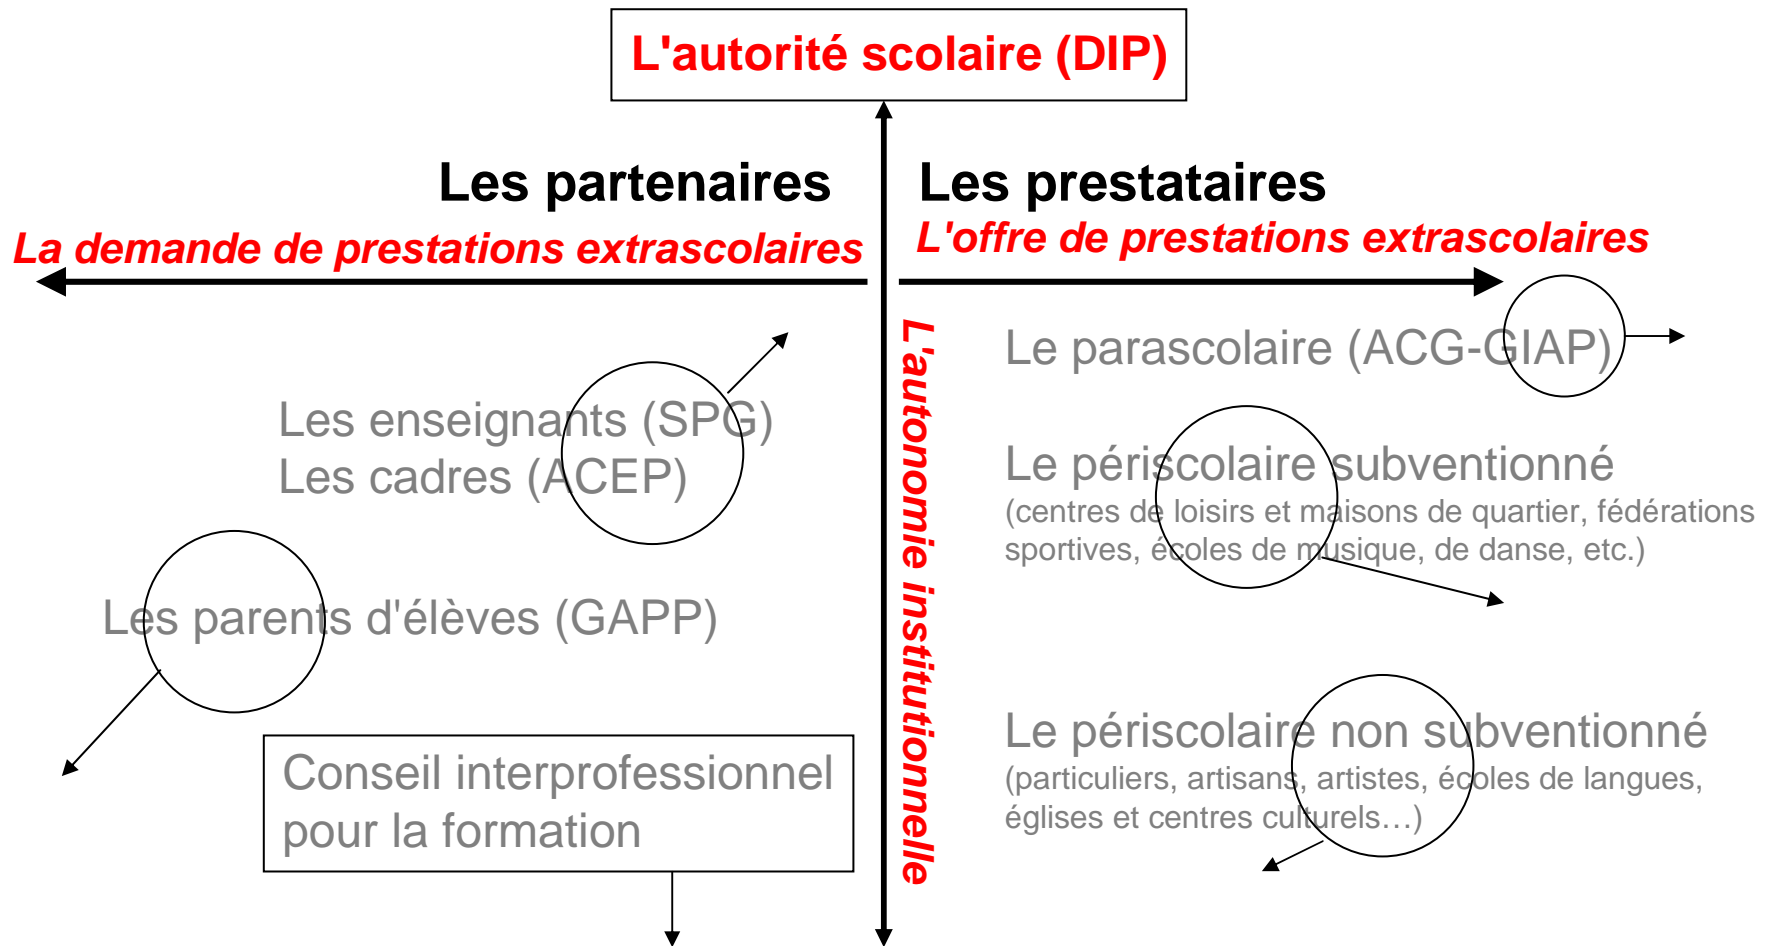 L'autorité scolaire (DIP)
Les partenaires
Les prestataires
La demande de prestations extrascolaires
L'offre de prestations extrascolaires
L'autonomie institutionnelle
Les enseignants (SPG)
Les cadres (ACEP)
Les parents d'élèves (GAPP)
Conseil interprofessionnel
pour la formation
Le parascolaire (ACG-GIAP)
Le périscolaire subventionné
(centres de loisirs et maisons de quartier, fédérations
sportives, écoles de musique, de danse, etc.)
Le périscolaire non subventionné
(particuliers, artisans, artistes, écoles de langues,
églises et centres culturels…)